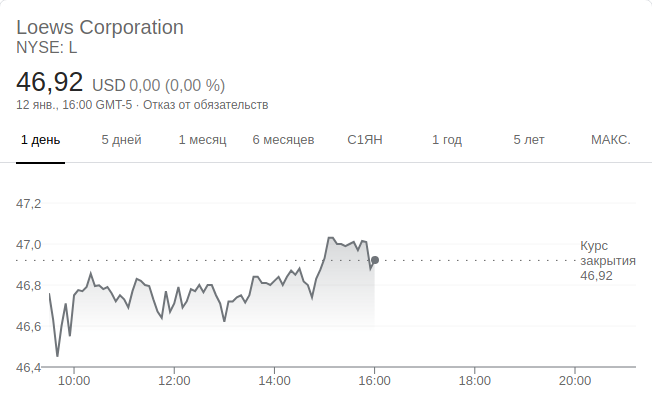 Loews Corporation
NYSE: L
46,92 USD 0,00 (0,00 %)
12 янв., 16:00 GMT-5 · Отказ от обязательств
1 день 5 дней 1 месяц 6 месяцев С1ЯН 1 год 5 лет МАКС.
47,2
47,0
46,8
46,6
46,4
Курс
закрытия
46,92
10:00 12:00 14:00 16:00 18:00 20:00